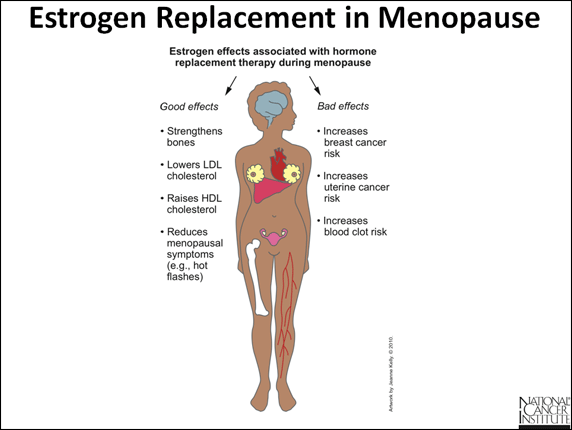 Estrogen Replacement in Menopause
Estrogen effects associated with hormone
replacement therapy during menopause
Good effects
• Strengthens
bones
• Lowers LDL
cholesterol
• Raises HDL
cholesterol
• Reduces
menopausal
symptoms
(e.g., hot
flashes)
Bad effects
• Increases
breast cancer
risk
• Increases
uterine cancer
risk
• Increases
blood clot risk
Artwork by Jeanne Kelly. © 2010.
NATIONAL
CANCER
INSTITUTE